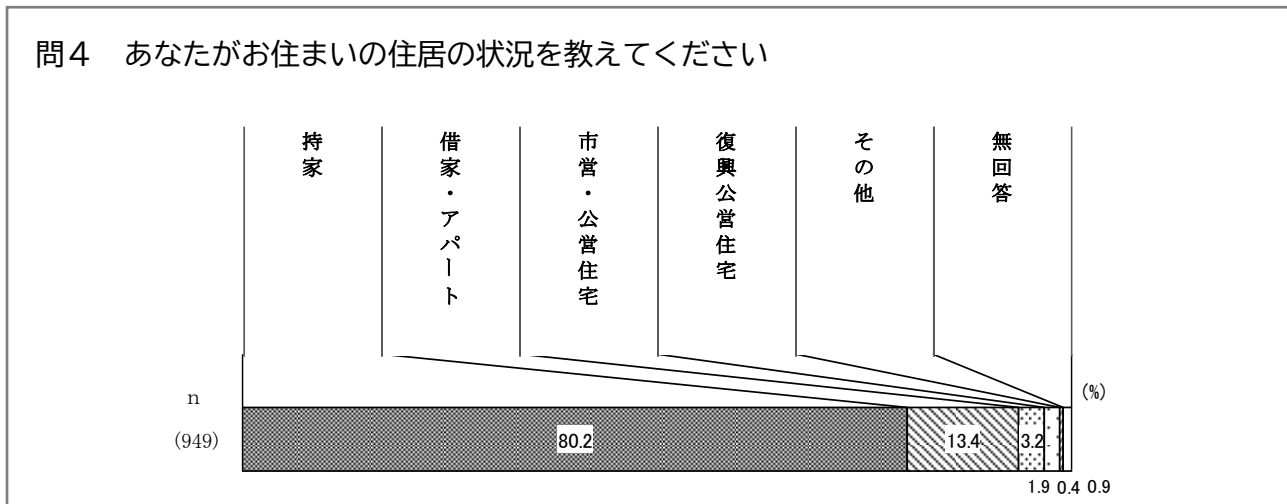 問４　あなたがお住まいの住居の状況を教えてください
持家
借家・アパート
市営・公営住宅
復興公営住宅
その他
無回答
(%)
n
(949)
80.2
13.4
3.2
1.9
0.4
0.9